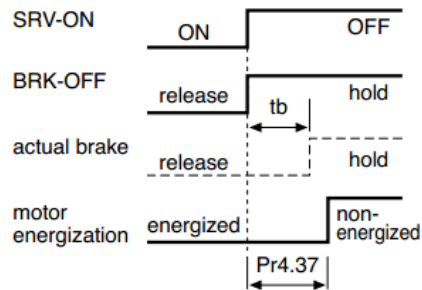 SRV-ON ON OFF
BRK-OFF release hold
tb
actual brake release hold
motor energization energized non-energized
Pr4.37